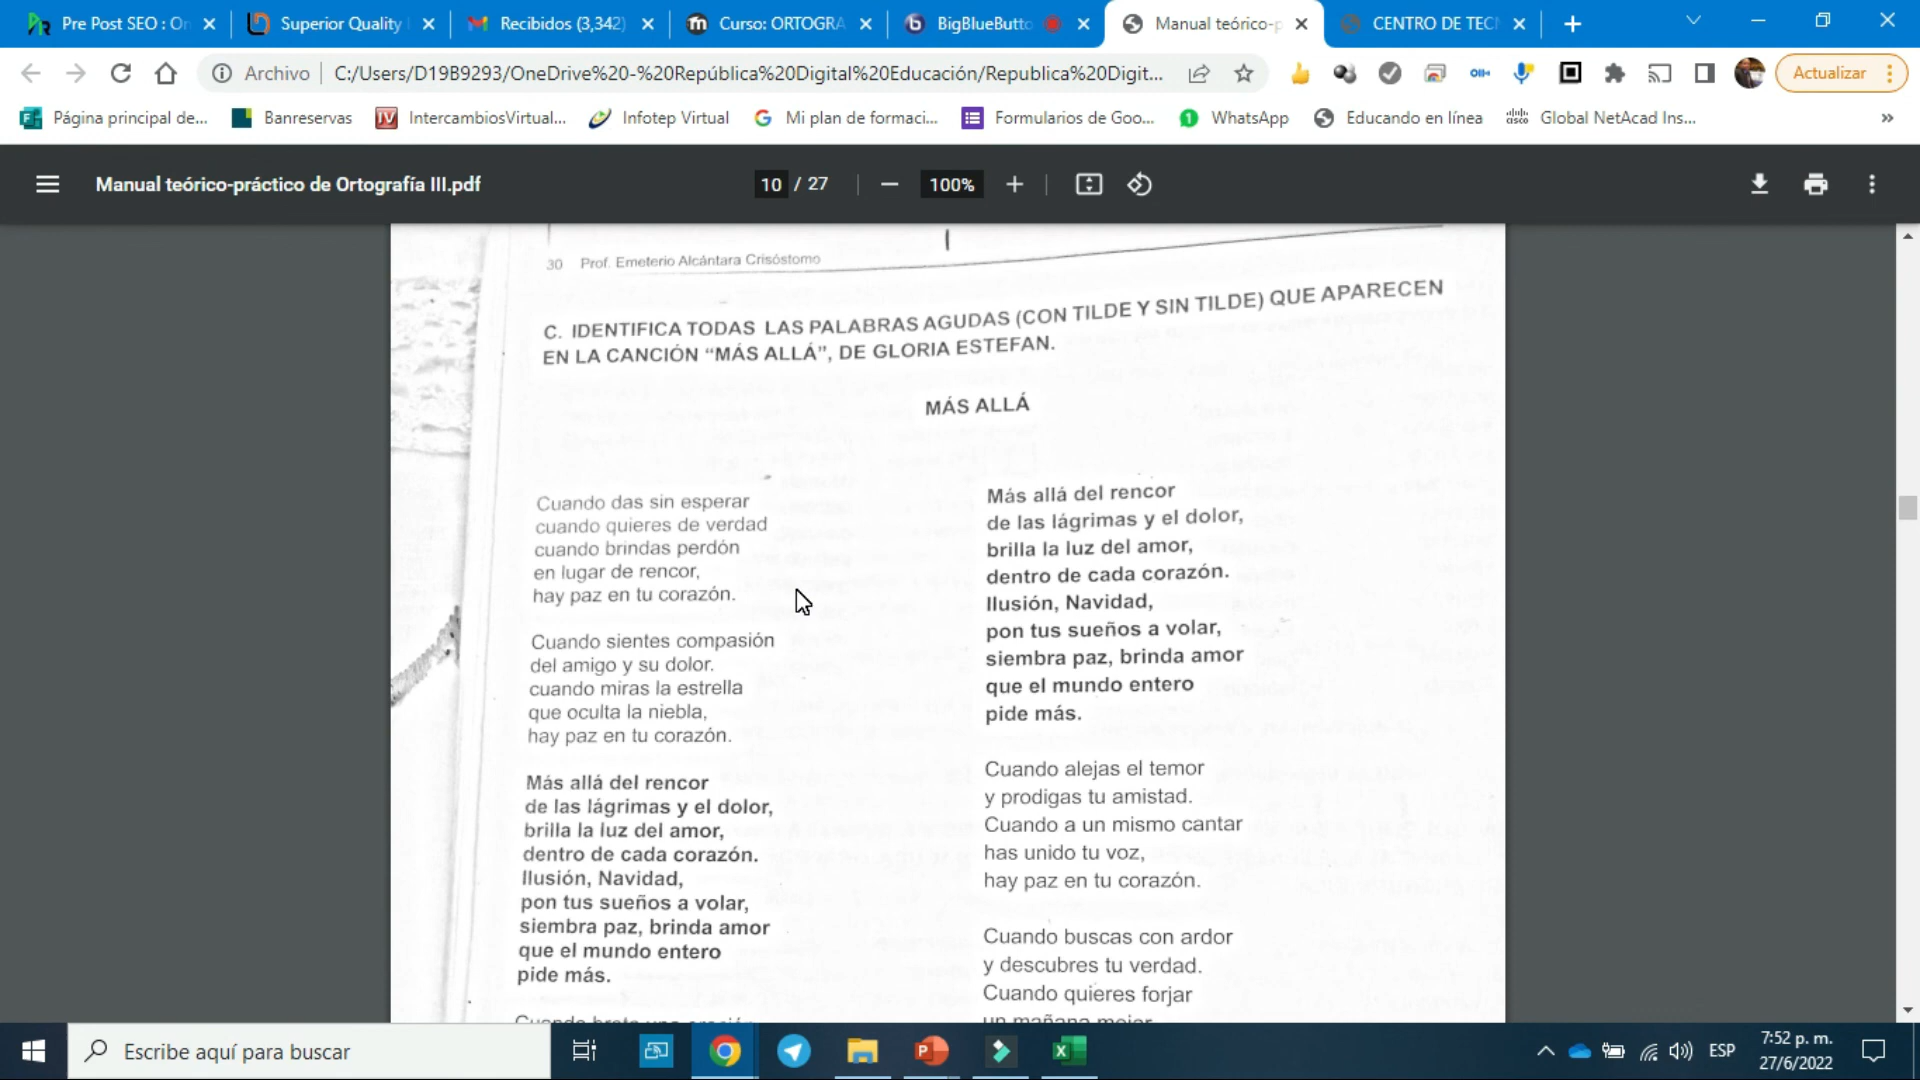 Pre Post SEO : On
Superior Quality
Recibidos (3,342)
Curso: ORTOGRA
BigBlueButto
Manual teórico-p
CENTRO DE TEC
Archivo
C:/Users/D19B9293/OneDrive%20-%20República%20Digital%20Educación/Republica%20Digit...
Actualizar
Página principal de...
Banreservas
IntercambiosVirtual...
Infotep Virtual
Mi plan de formaci...
Formularios de Goo...
WhatsApp
Educando en línea
Global NetAcad Ins...
Manual teórico-práctico de Ortografía III.pdf
10 / 27
100%
30 Prof. Emeterio Alcántara Crisóstomo
C. IDENTIFICA TODAS LAS PALABRAS AGUDAS (CON TILDE Y SIN TILDE) QUE APARECEN
EN LA CANCIÓN “MÁS ALLÁ”, DE GLORIA ESTEFAN.
MÁS ALLÁ
Cuando das sin esperar
cuando quieres de verdad
cuando brindas perdón
en lugar de rencor,
hay paz en tu corazón.
Cuando sientes compasión
del amigo y su dolor.
cuando miras la estrella
que oculta la niebla,
hay paz en tu corazón.
Más allá del rencor
de las lágrimas y el dolor,
brilla la luz del amor,
dentro de cada corazón.
Ilusión, Navidad,
pon tus sueños a volar,
siembra paz, brinda amor
que el mundo entero
pide más.
Más allá del rencor
de las lágrimas y el dolor,
brilla la luz del amor,
dentro de cada corazón.
Ilusión, Navidad,
pon tus sueños a volar,
siembra paz, brinda amor
que el mundo entero
pide más.
Cuando alejas el temor
y prodigas tu amistad.
Cuando a un mismo cantar
has unido tu voz,
hay paz en tu corazón.
Cuando buscas con ardor
y descubres tu verdad.
Cuando quieres forjar
un mañana mejor
Escribe aquí para buscar
ESP
7:52 p. m.
27/6/2022